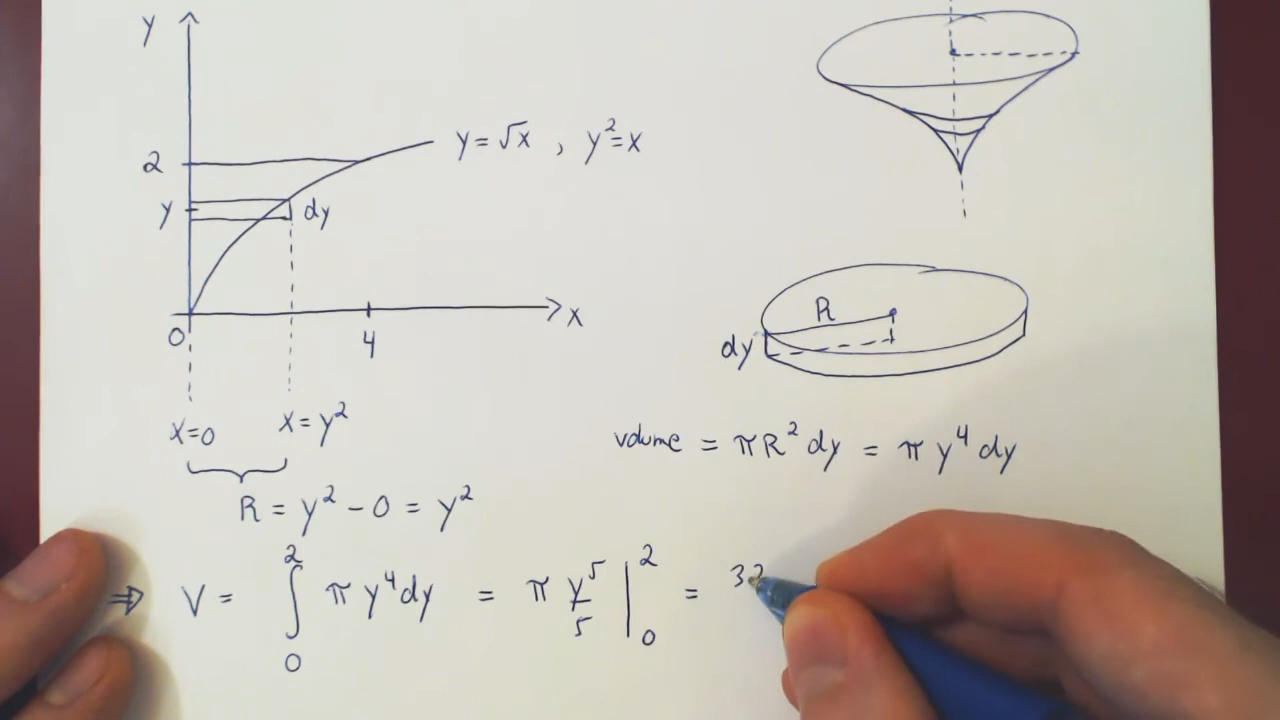 y
y = √x , y² = x
2
y
dy
0
4
x
R
dy
x=0
x = y²
volume = πR² dy = π y⁴ dy
R = y² - 0 = y²
⇒ V = ∫₀² π y⁴ dy = π y⁵/5 |₀² = 32